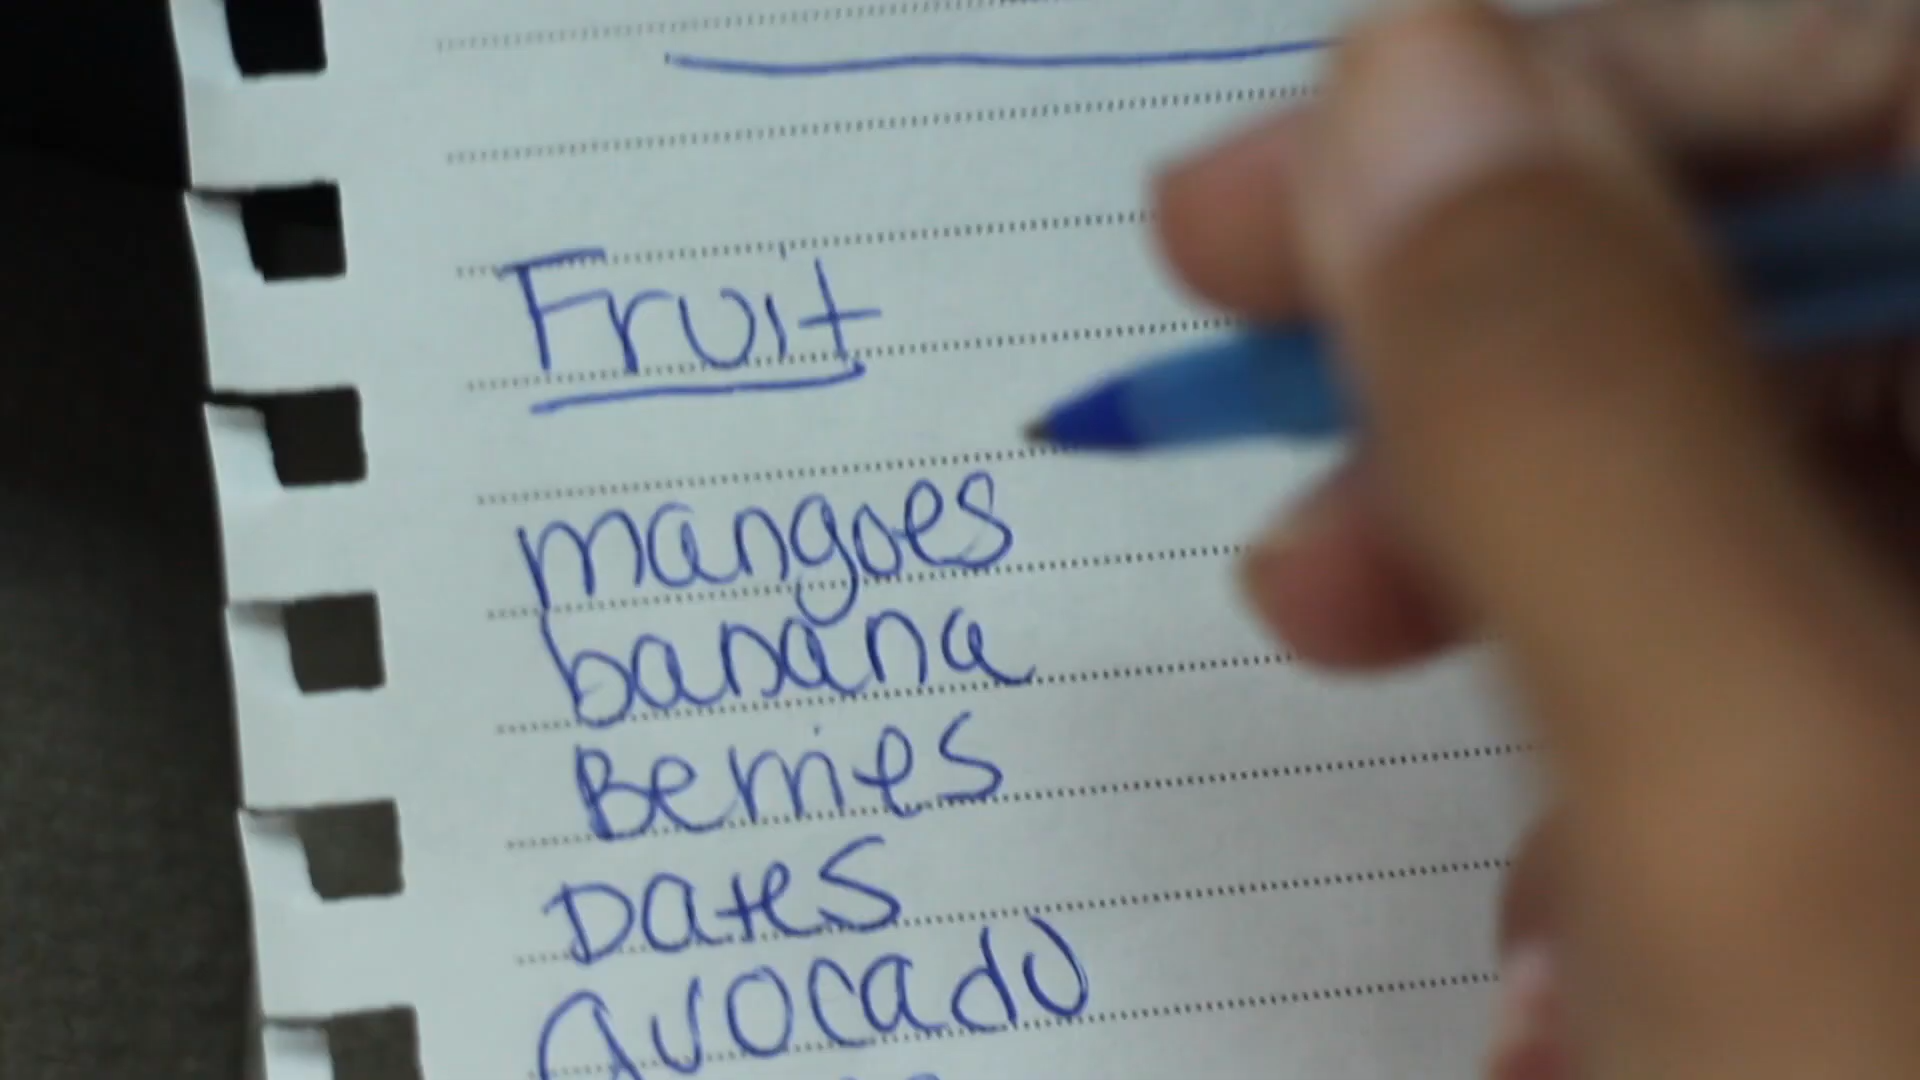 Fruit
mangoes
banana
Berries
Dates
avocado